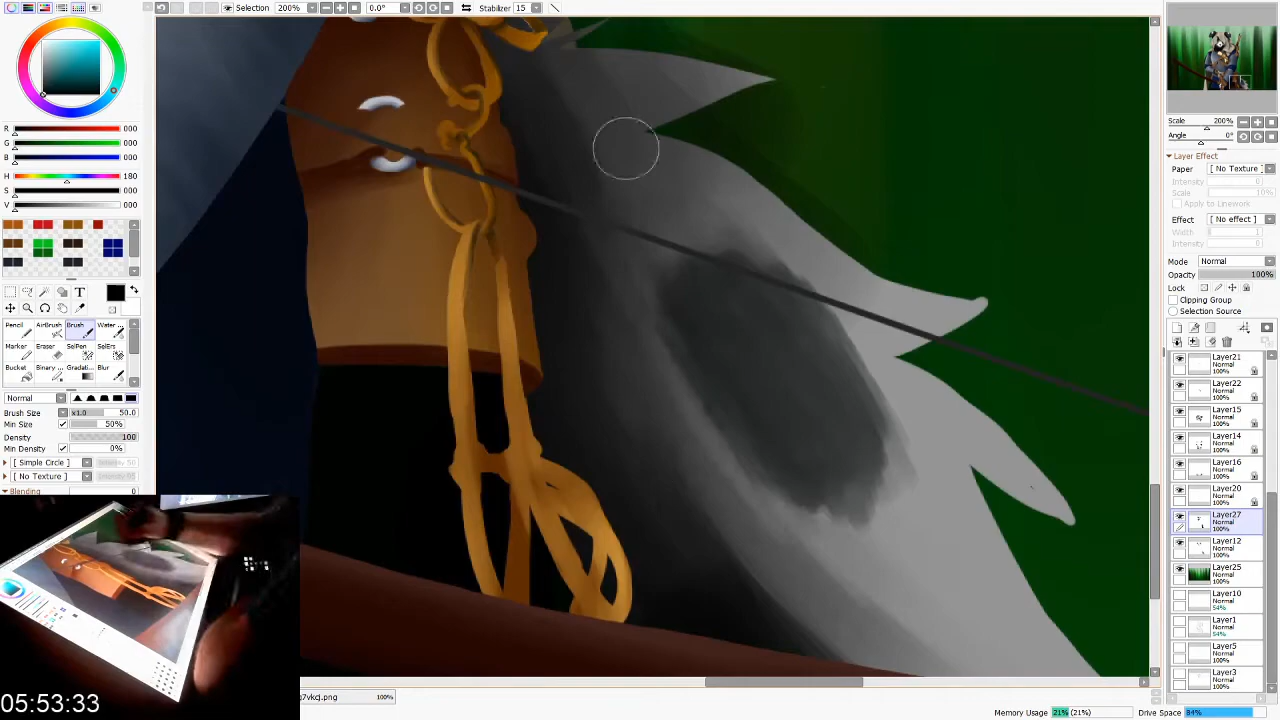 Selection 200% 0.0° Stabilizer 15
R 000
G 000
B 000
H 180
S 000
V 000
T
Pencil AirBrush Brush Water ...
Marker Eraser SelPen SelErs
Bucket Binary ... Gradati... Blur
Normal
Brush Size x1.0 50.0
Min Size 50%
Density 100
Min Density 0%
[ Simple Circle ]
[ No Texture ]
Blending 0
05:53:33
7vkcj.png 100%
Scale 200%
Angle 0°
Layer Effect
Paper [ No Texture ]
Intensity 0
Scale 10%
Apply to Linework
Effect [ No effect ]
Width 1
Intensity 0
Mode Normal
Opacity 100%
Lock
Clipping Group
Selection Source
Layer21
Normal
100%
Layer22
Normal
100%
Layer15
Normal
100%
Layer14
Normal
100%
Layer16
Normal
100%
Layer20
Normal
100%
Layer27
Normal
100%
Layer12
Normal
100%
Layer25
Normal
100%
Layer10
Normal
54%
Layer1
Normal
54%
Layer5
Normal
100%
Layer3
Normal
100%
Memory Usage 21% (21%) Drive Space 84%